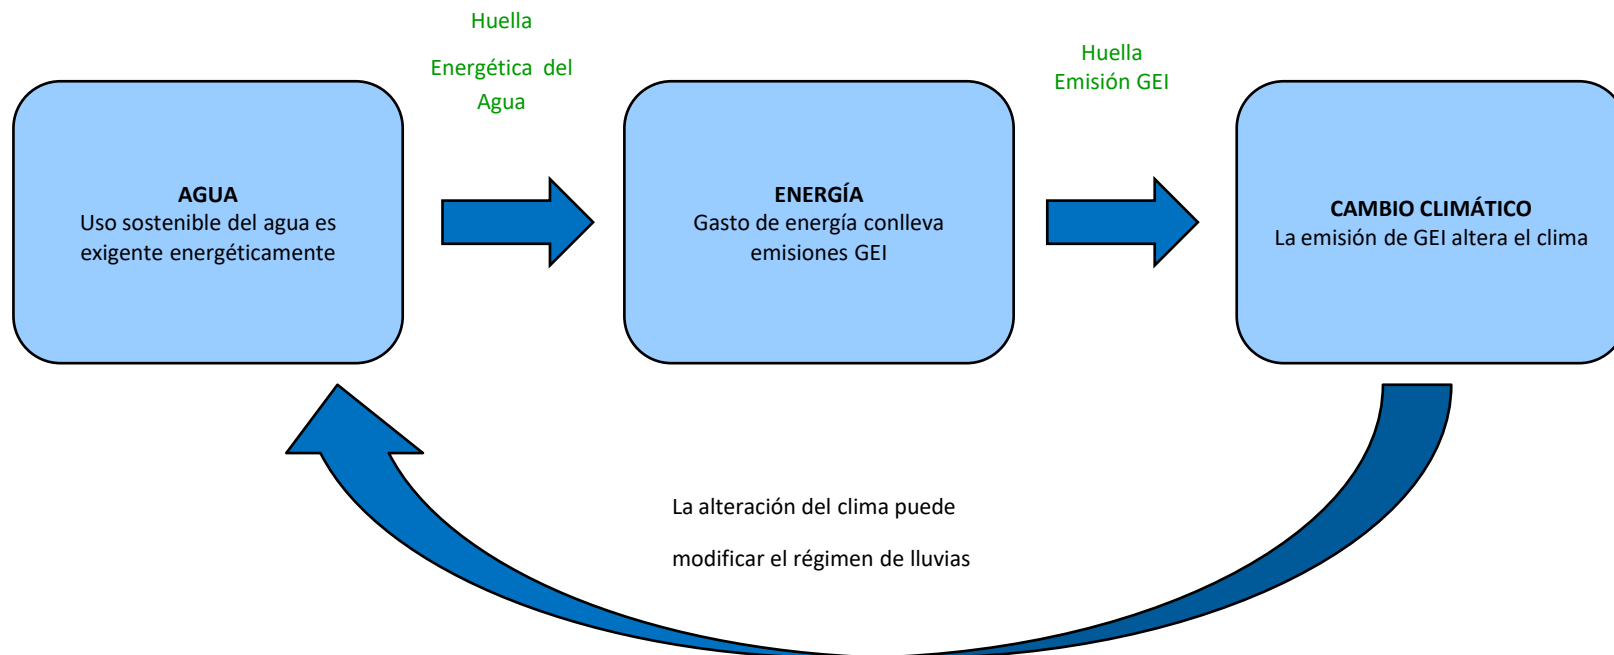 Huella
Energética del
Agua
Huella
Emisión GEI
AGUA
Uso sostenible del agua es
exigente energéticamente
ENERGÍA
Gasto de energía conlleva
emisiones GEI
CAMBIO CLIMÁTICO
La emisión de GEI altera el clima
La alteración del clima puede
modificar el régimen de lluvias